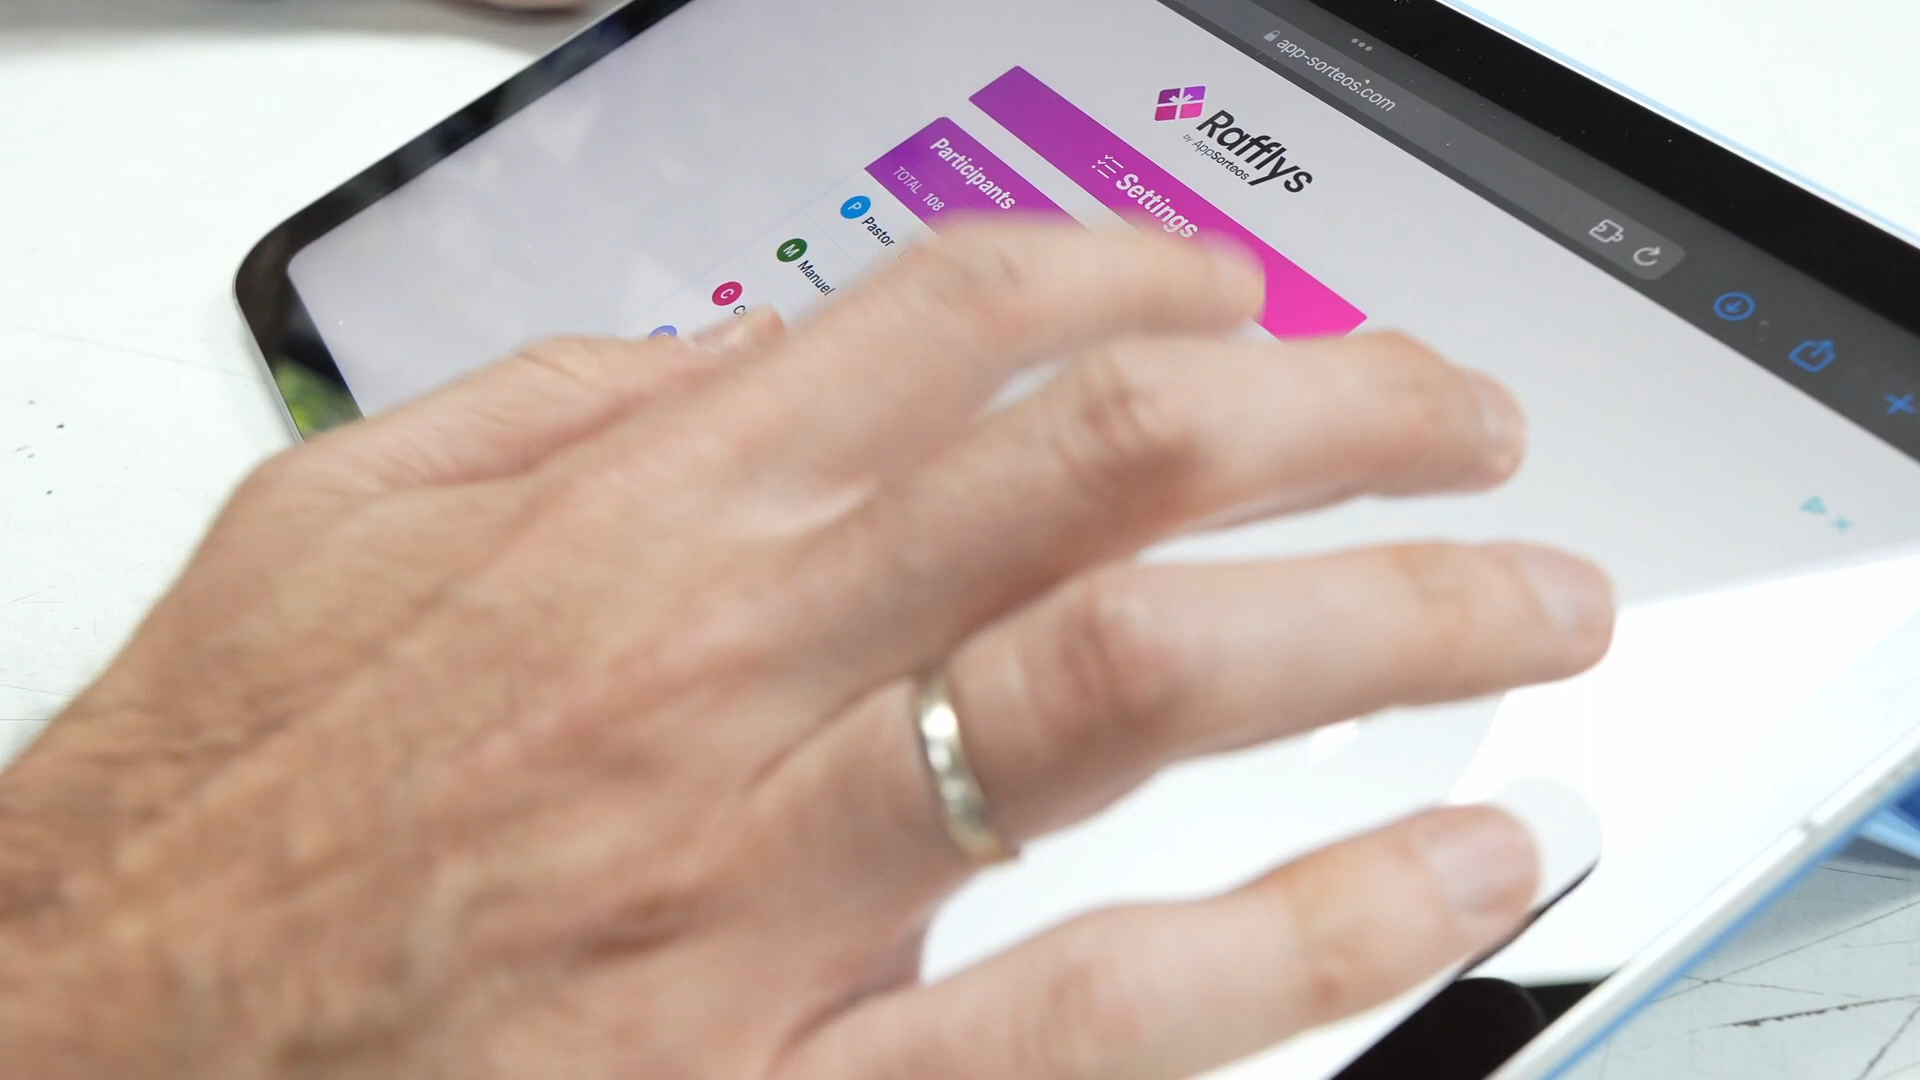 app-sorteos.com
Rafflys
by AppSorteos
Settings
Participants
TOTAL 108
P Pastor
M Manuel
C